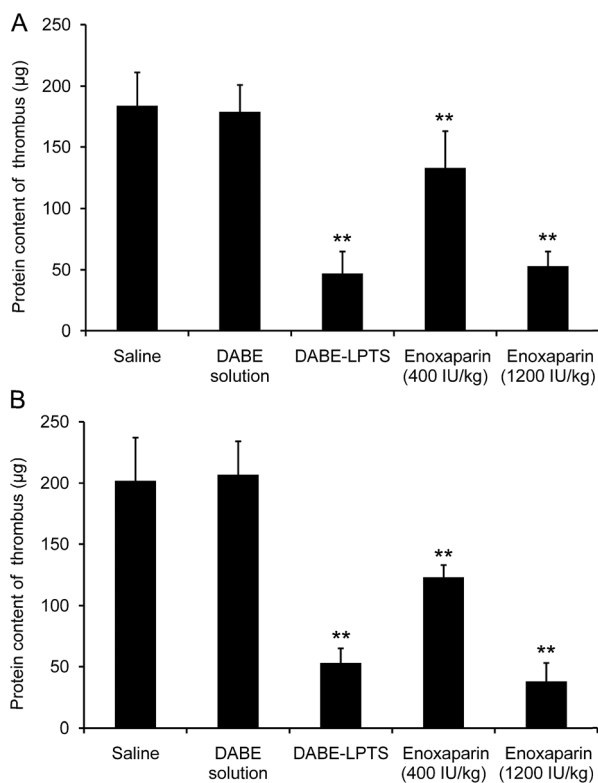 A
250
200
150
100
50
0
Protein content of thrombus (μg)
**
**
**
Saline
DABE
solution
DABE-LPTS
Enoxaparin
(400 IU/kg)
Enoxaparin
(1200 IU/kg)
B
250
200
150
100
50
0
Protein content of thrombus (μg)
**
**
**
Saline
DABE
solution
DABE-LPTS
Enoxaparin
(400 IU/kg)
Enoxaparin
(1200 IU/kg)